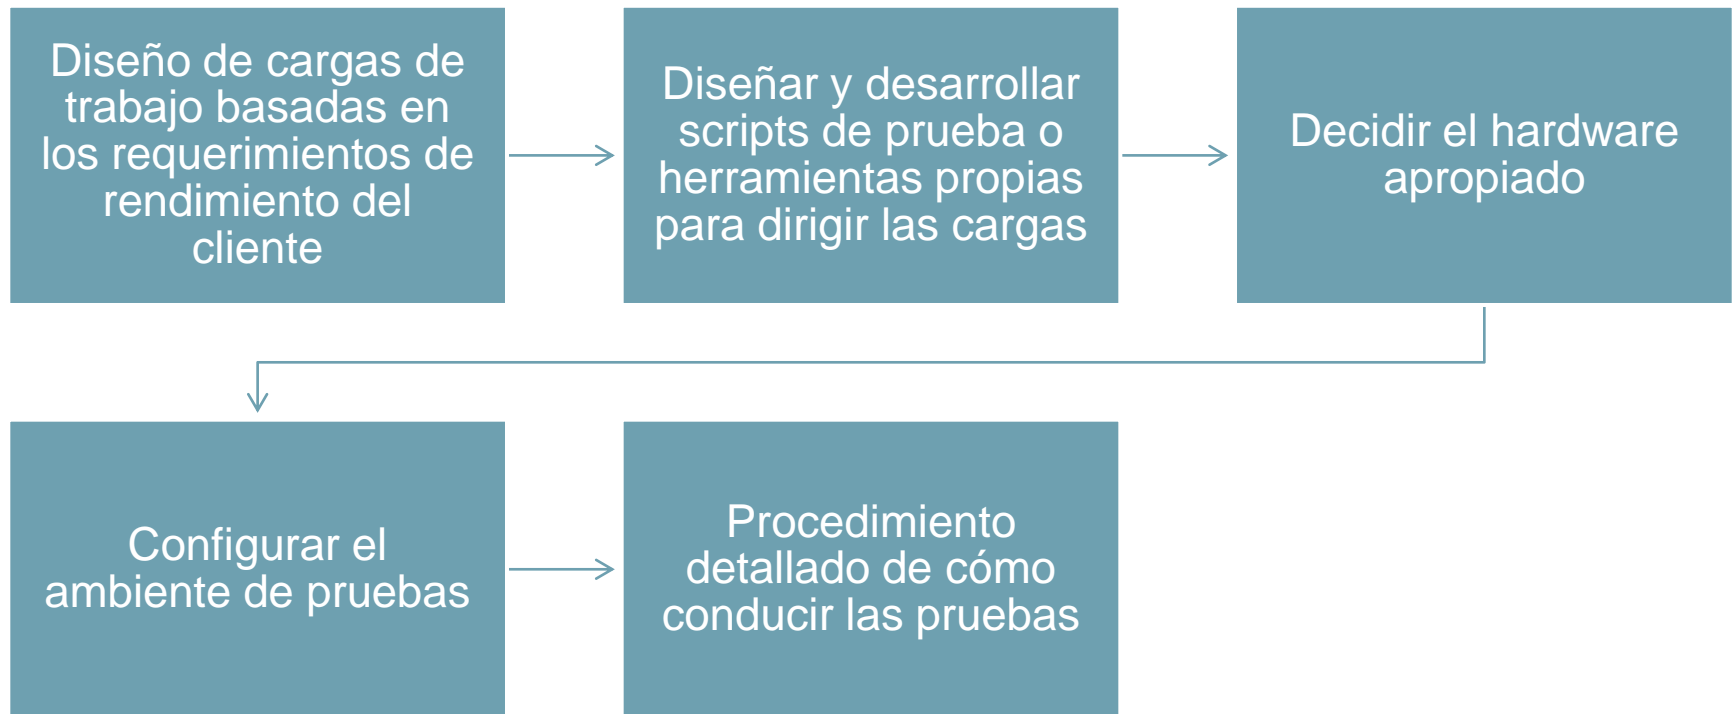 Diseño de cargas de
trabajo basadas en
los requerimientos de
rendimiento del
cliente
Diseñar y desarrollar
scripts de prueba o
herramientas propias
para dirigir las cargas
Decidir el hardware
apropiado
Configurar el
ambiente de pruebas
Procedimiento
detallado de cómo
conducir las pruebas